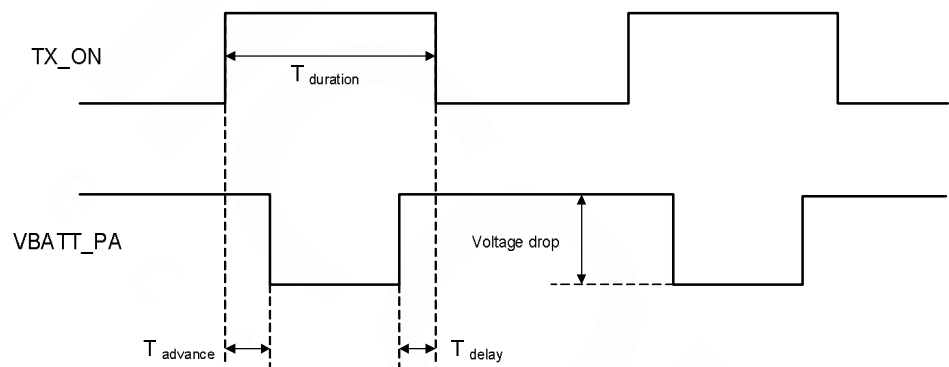 TX_ON
T duration
VBATT_PA
Voltage drop
T advance
T delay